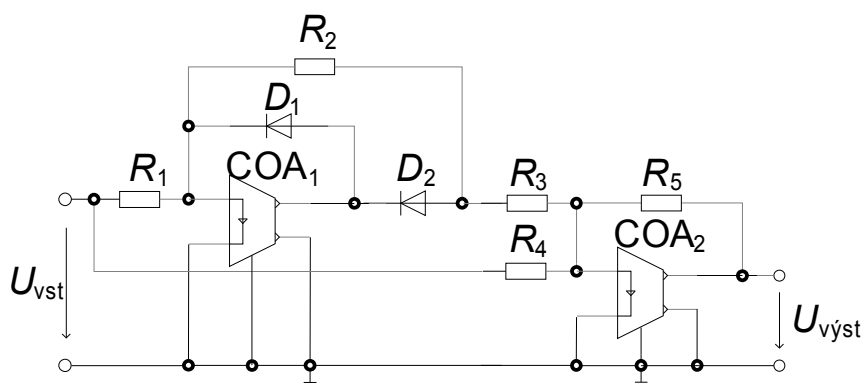 R₂
D₁
R₁
COA₁
D₂
R₃
R₅
R₄
COA₂
Uvst
Uvýst